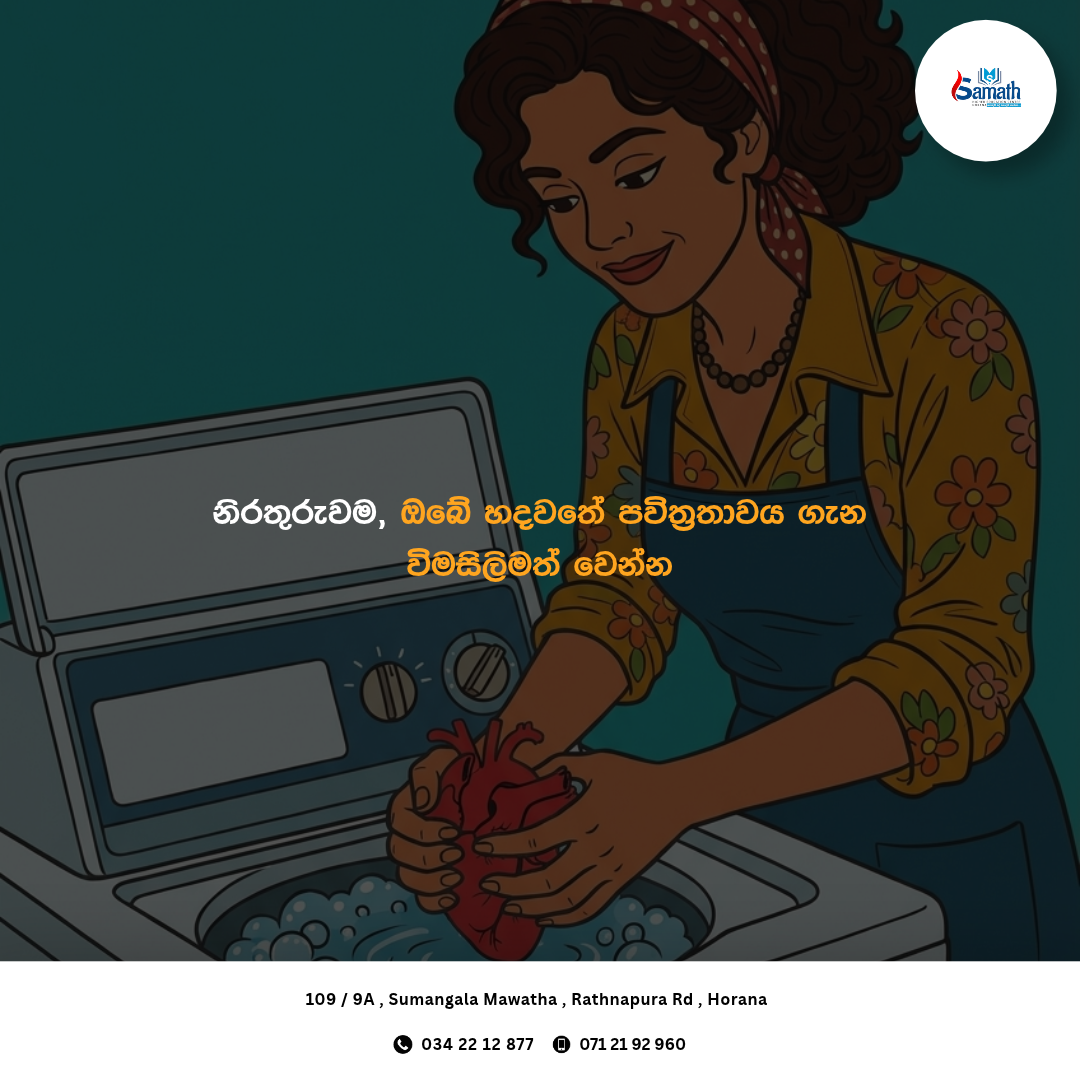 Samath
නිරතුරුවම, ඔබේ හදවතේ පවිත්‍රතාවය ගැන
විමසිලිමත් වෙන්න
109 / 9A , Sumangala Mawatha , Rathnapura Rd , Horana
034 22 12 877 071 21 92 960